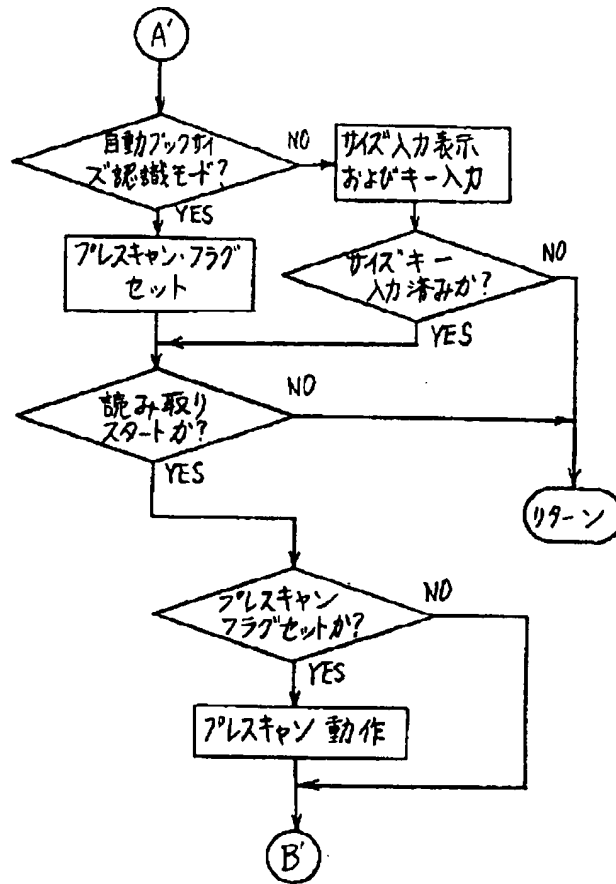 A'
自動ブックサイ
ズ認識モード?
NO
YES
サイズ入力表示
およびキー入力
プレスキャン・フラグ
セット
サイズキー
入力済みか?
NO
YES
読み取り
スタートか?
NO
YES
リターン
プレスキャン
フラグセットか?
NO
YES
プレスキャン動作
B'